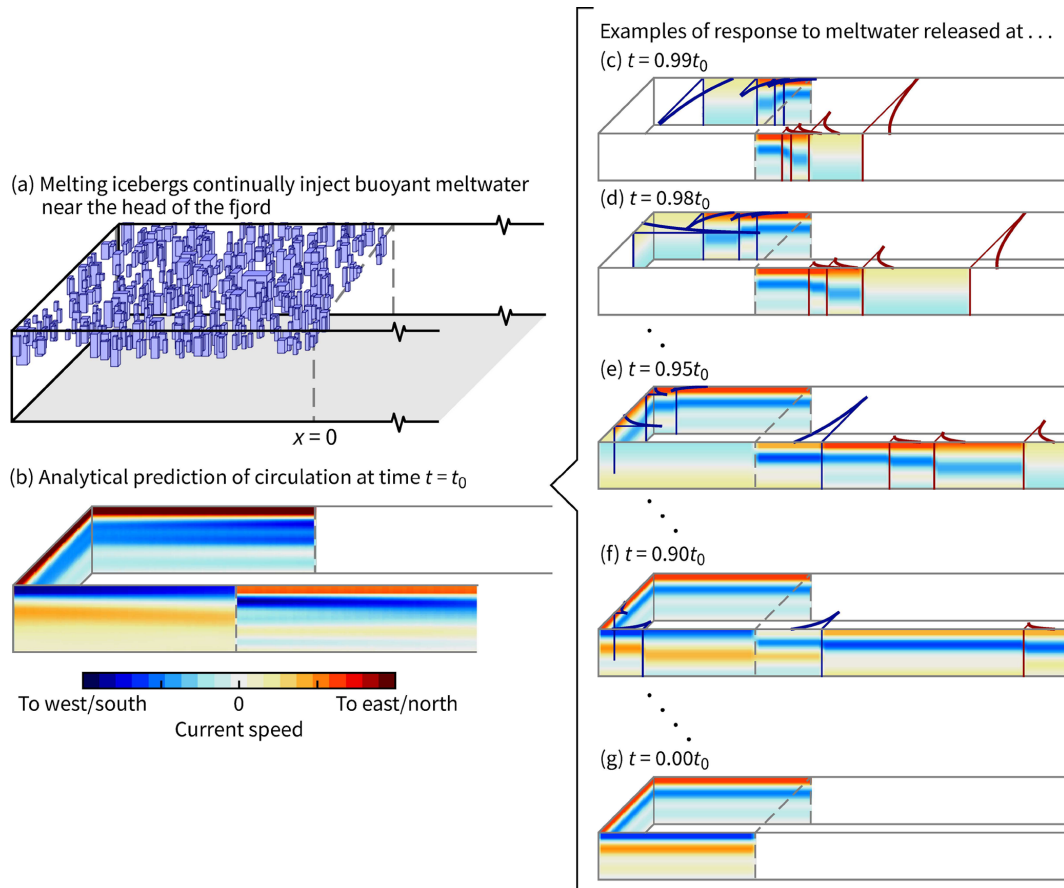 (a) Melting icebergs continually inject buoyant meltwater
near the head of the fjord
x = 0
(b) Analytical prediction of circulation at time t = t₀
To west/south 0 To east/north
Current speed
Examples of response to meltwater released at . . .
(c) t = 0.99t₀
(d) t = 0.98t₀
(e) t = 0.95t₀
(f) t = 0.90t₀
(g) t = 0.00t₀